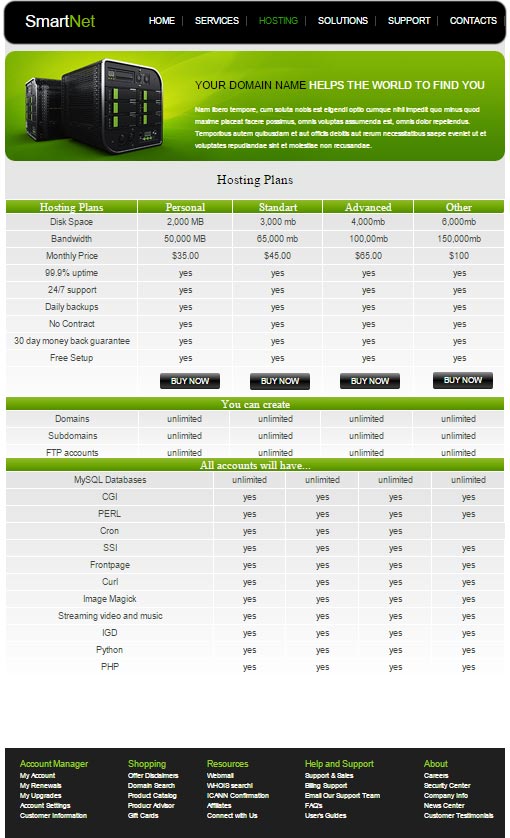 SmartNet HOME SERVICES HOSTING SOLUTIONS SUPPORT CONTACTS
YOUR DOMAIN NAME HELPS THE WORLD TO FIND YOU
Nam libero tempore, cum soluta nobis est eligendi optio cumque nihil impedit quo minus quod
maxime placeat facere possimus, omnis voluptas assumenda est, omnis dolor repellendus.
Temporibus autem quibusdam et aut officiis debitis aut rerum necessitatibus saepe eveniet ut et
voluptates repudiandae sint et molestiae non recusandae.
Hosting Plans
Hosting Plans Personal Standart Advanced Other
Disk Space 2,000 MB 3,000 mb 4,000mb 6,000mb
Bandwidth 50,000 MB 65,000 mb 100,00mb 150,000mb
Monthly Price $35.00 $45.00 $65.00 $100
99.9% uptime yes yes yes yes
24/7 support yes yes yes yes
Daily backups yes yes yes yes
No Contract yes yes yes yes
30 day money back guarantee yes yes yes yes
Free Setup yes yes yes yes
BUY NOW BUY NOW BUY NOW BUY NOW
You can create
Domains unlimited unlimited unlimited unlimited
Subdomains unlimited unlimited unlimited unlimited
FTP accounts unlimited unlimited unlimited unlimited
All accounts will have...
MySQL Databases unlimited unlimited unlimited unlimited
CGI yes yes yes yes
PERL yes yes yes yes
Cron yes yes yes
SSI yes yes yes yes
Frontpage yes yes yes yes
Curl yes yes yes yes
Image Magick yes yes yes yes
Streaming video and music yes yes yes yes
IGD yes yes yes yes
Python yes yes yes yes
PHP yes yes yes yes
Account Manager Shopping Resources Help and Support About
My Account Offer Disclaimers Webmail Support & Sales Careers
My Renewals Domain Search WHOIS search! Billing Support Security Center
My Upgrades Product Catalog ICANN Confirmation Email Our Support Team Company Info
Account Settings Producr Advisor Affiliates FAQ's News Center
Customer Information Gift Cards Connect with Us User's Guides Customer Testimonials